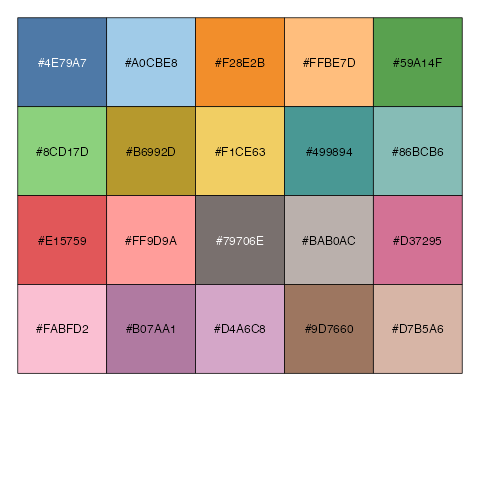 #4E79A7 #A0CBE8 #F28E2B #FFBE7D #59A14F
#8CD17D #B6992D #F1CE63 #499894 #86BCB6
#E15759 #FF9D9A #79706E #BAB0AC #D37295
#FABFD2 #B07AA1 #D4A6C8 #9D7660 #D7B5A6